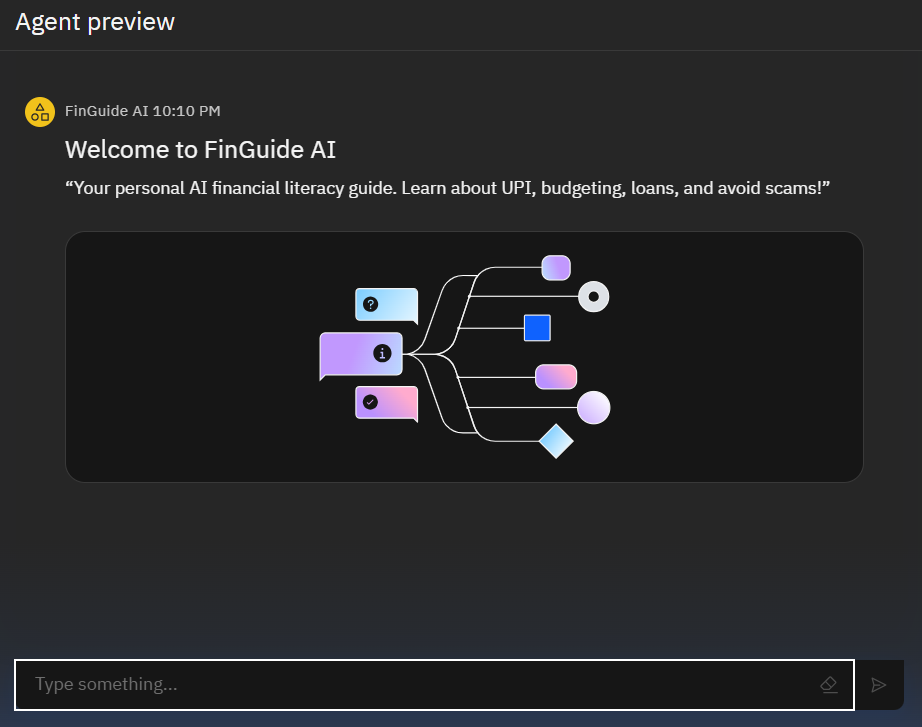 Agent preview
FinGuide AI 10:10 PM
Welcome to FinGuide AI
“Your personal AI financial literacy guide. Learn about UPI, budgeting, loans, and avoid scams!”
?
i
Type something...